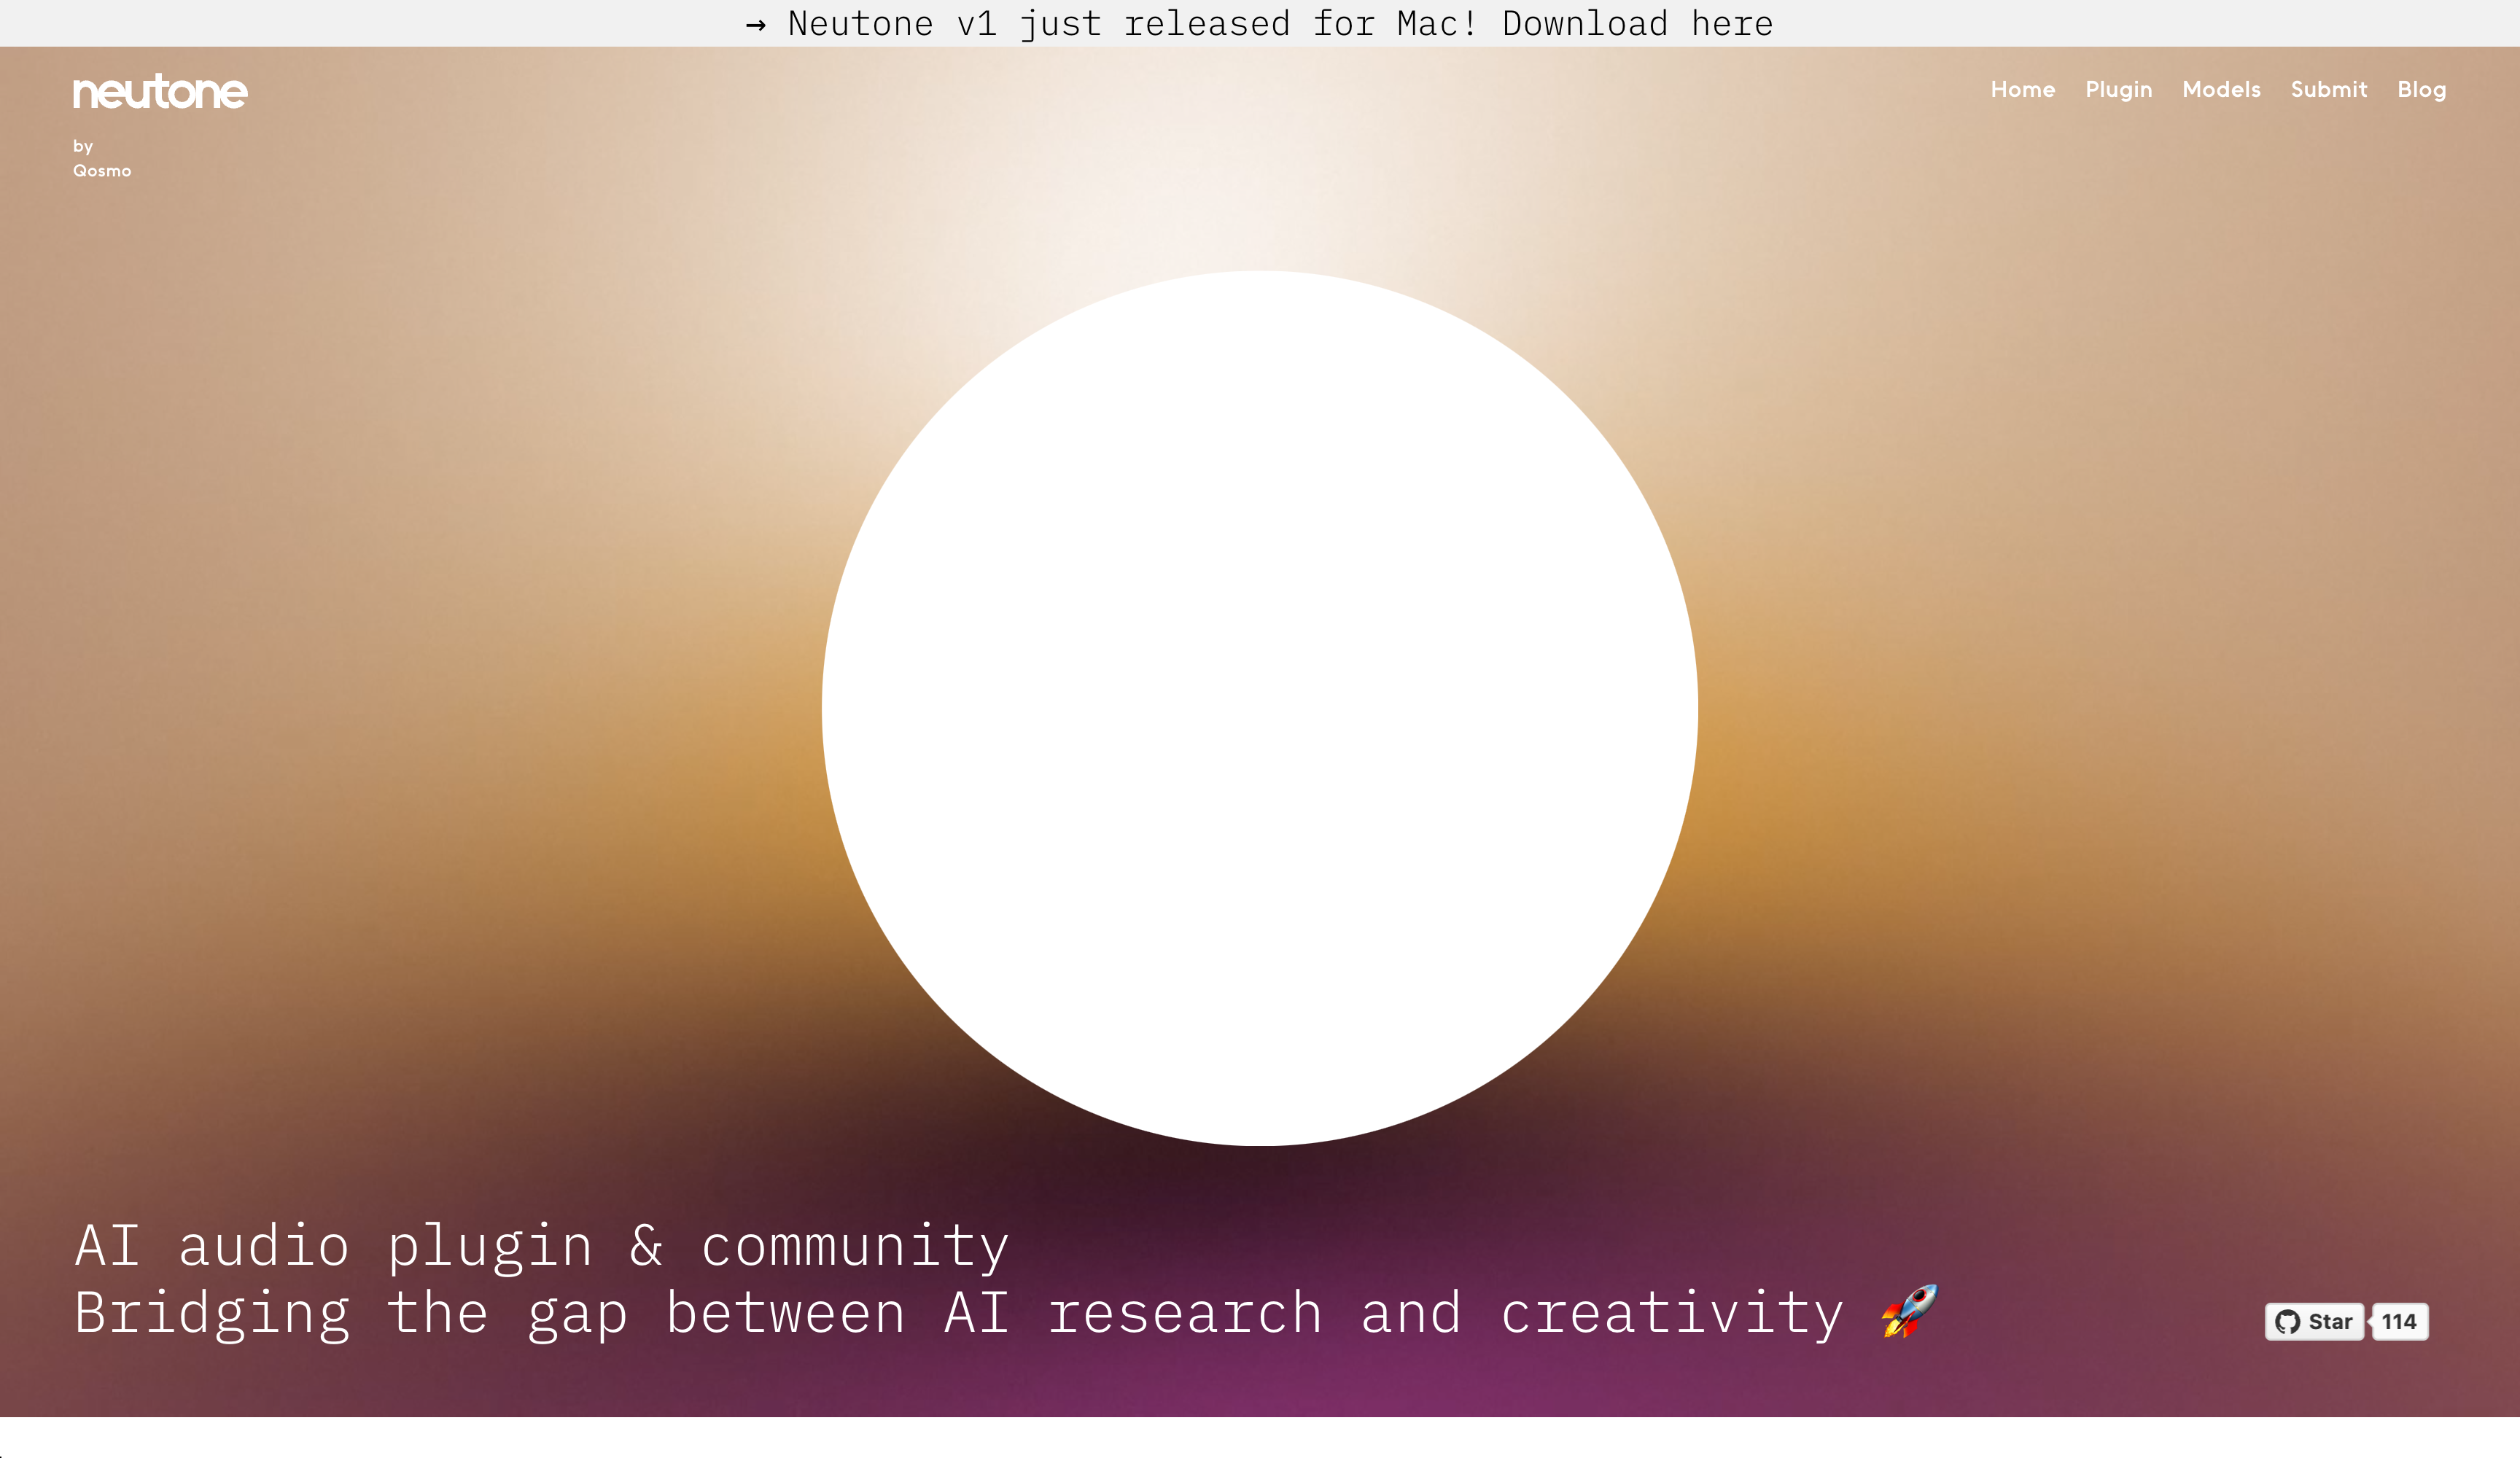 → Neutone v1 just released for Mac! Download here
neutone
Home Plugin Models Submit Blog
by
Qosmo
AI audio plugin & community
Bridging the gap between AI research and creativity 🚀
Star 114